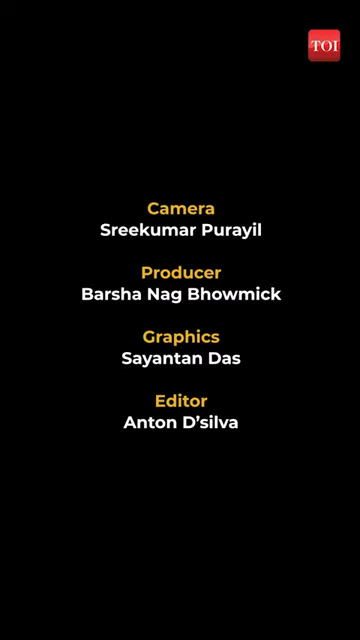 TOI
Camera
Sreekumar Purayil
Producer
Barsha Nag Bhowmick
Graphics
Sayantan Das
Editor
Anton D’silva